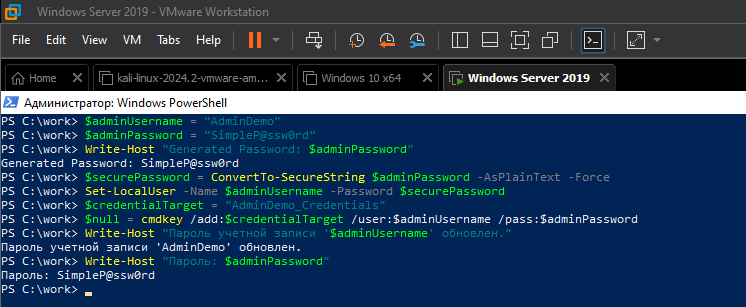 Windows Server 2019 - VMware Workstation
File Edit View VM Tabs Help
Home kali-linux-2024.2-vmware-am... Windows 10 x64 Windows Server 2019
Администратор: Windows PowerShell
PS C:\work> $adminUsername = "AdminDemo"
PS C:\work> $adminPassword = "SimpleP@ssw0rd"
PS C:\work> Write-Host "Generated Password: $adminPassword"
Generated Password: SimpleP@ssw0rd
PS C:\work> $securePassword = ConvertTo-SecureString $adminPassword -AsPlainText -Force
PS C:\work> Set-LocalUser -Name $adminUsername -Password $securePassword
PS C:\work> $credentialTarget = "AdminDemo_Credentials"
PS C:\work> $null = cmdkey /add:$credentialTarget /user:$adminUsername /pass:$adminPassword
PS C:\work> Write-Host "Пароль учетной записи '$adminUsername' обновлен."
Пароль учетной записи 'AdminDemo' обновлен.
PS C:\work> Write-Host "Пароль: $adminPassword"
Пароль: SimpleP@ssw0rd
PS C:\work>